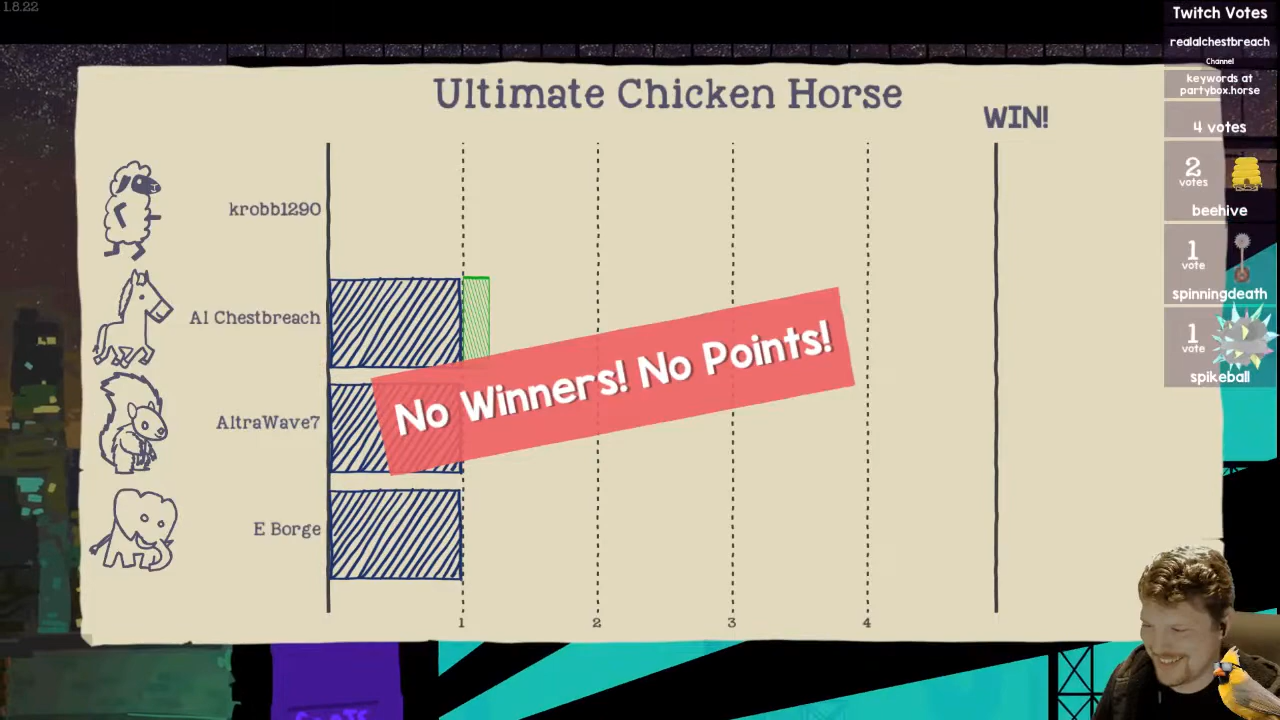 1.8.22
Ultimate Chicken Horse
WIN!
krobb1290
Al Chestbreach
AltraWave7
E Borge
No Winners! No Points!
1 2 3 4
Twitch Votes
realalchestbreach
Channel
keywords at
partybox.horse
4 votes
2
votes
beehive
1
vote
spinningdeath
1
vote
spikeball